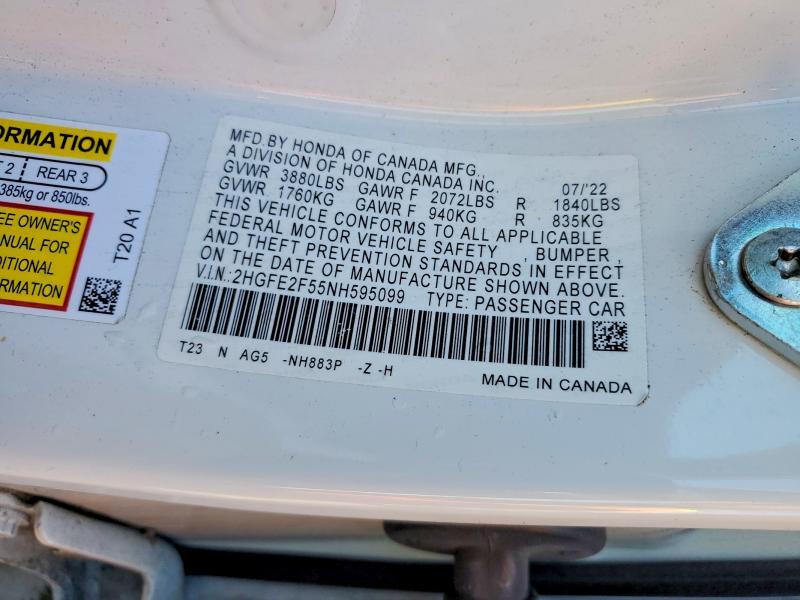 ORMATION
2 REAR 3
385kg or 850lbs.
EE OWNER'S
ANUAL FOR
DITIONAL
FORMATION
T20 A1
MFD.BY HONDA OF CANADA MFG.,
A DIVISION OF HONDA CANADA INC. 07/'22
GVWR 3880LBS GAWR F 2072LBS R 1840LBS
GVWR 1760KG GAWR F 940KG R 835KG
THIS VEHICLE CONFORMS TO ALL APPLICABLE
FEDERAL MOTOR VEHICLE SAFETY , BUMPER ,
AND THEFT PREVENTION STANDARDS IN EFFECT
ON THE DATE OF MANUFACTURE SHOWN ABOVE.
V.I.N.:2HGFE2F55NH595099 TYPE: PASSENGER CAR
T23 N AG5 -NH883P -Z -H
MADE IN CANADA